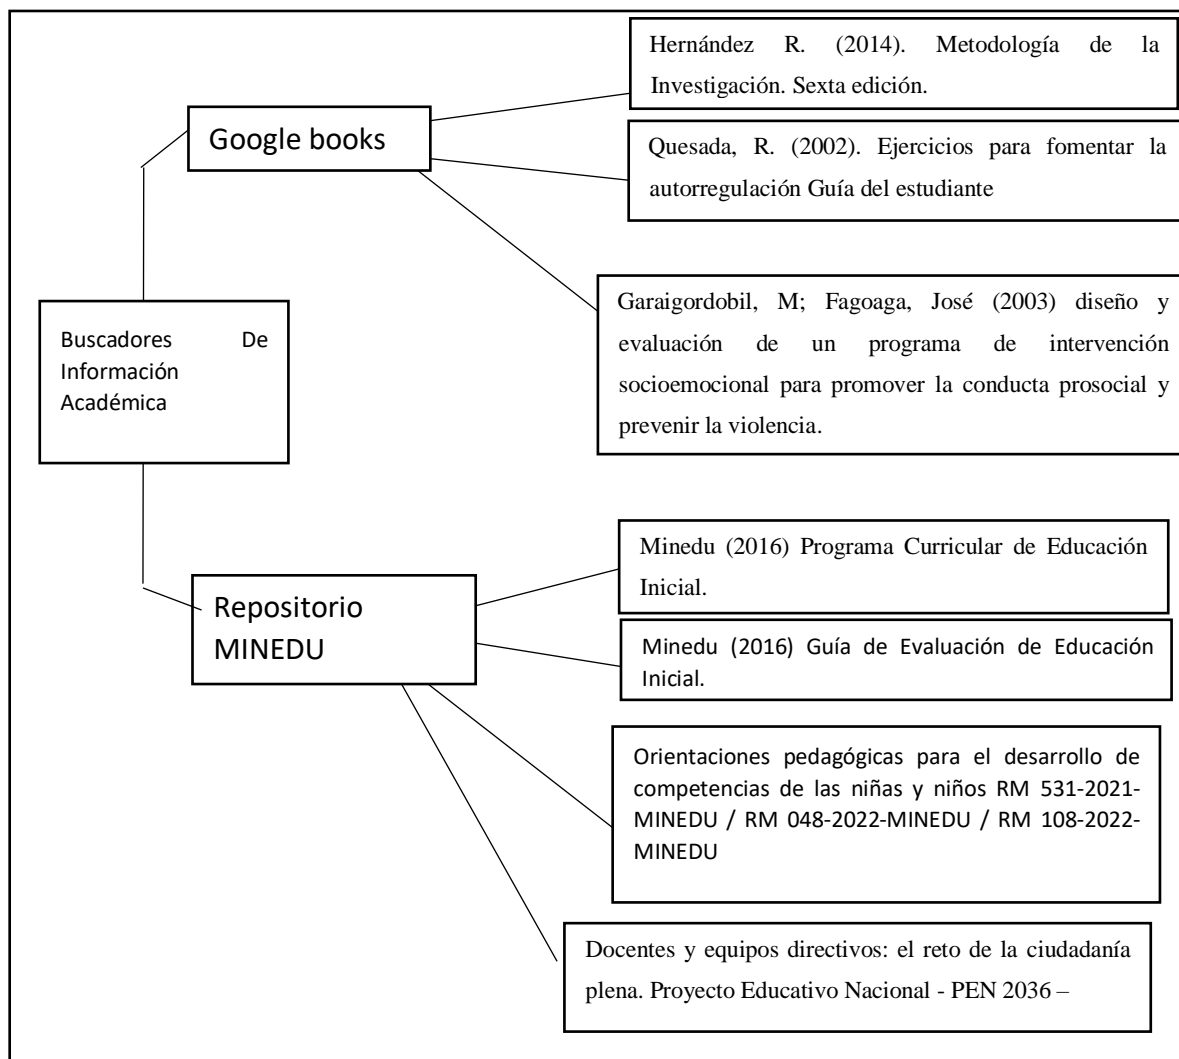 Hernández R. (2014). Metodología de la
Investigación. Sexta edición.
Google books
Quesada, R. (2002). Ejercicios para fomentar la
autorregulación Guía del estudiante
Garaigordobil, M; Fagoaga, José (2003) diseño y
evaluación de un programa de intervención
socioemocional para promover la conducta prosocial y
prevenir la violencia.
Buscadores De
Información
Académica
Minedu (2016) Programa Curricular de Educación
Inicial.
Repositorio
MINEDU
Minedu (2016) Guía de Evaluación de Educación
Inicial.
Orientaciones pedagógicas para el desarrollo de
competencias de las niñas y niños RM 531-2021-
MINEDU / RM 048-2022-MINEDU / RM 108-2022-
MINEDU
Docentes y equipos directivos: el reto de la ciudadanía
plena. Proyecto Educativo Nacional - PEN 2036 –